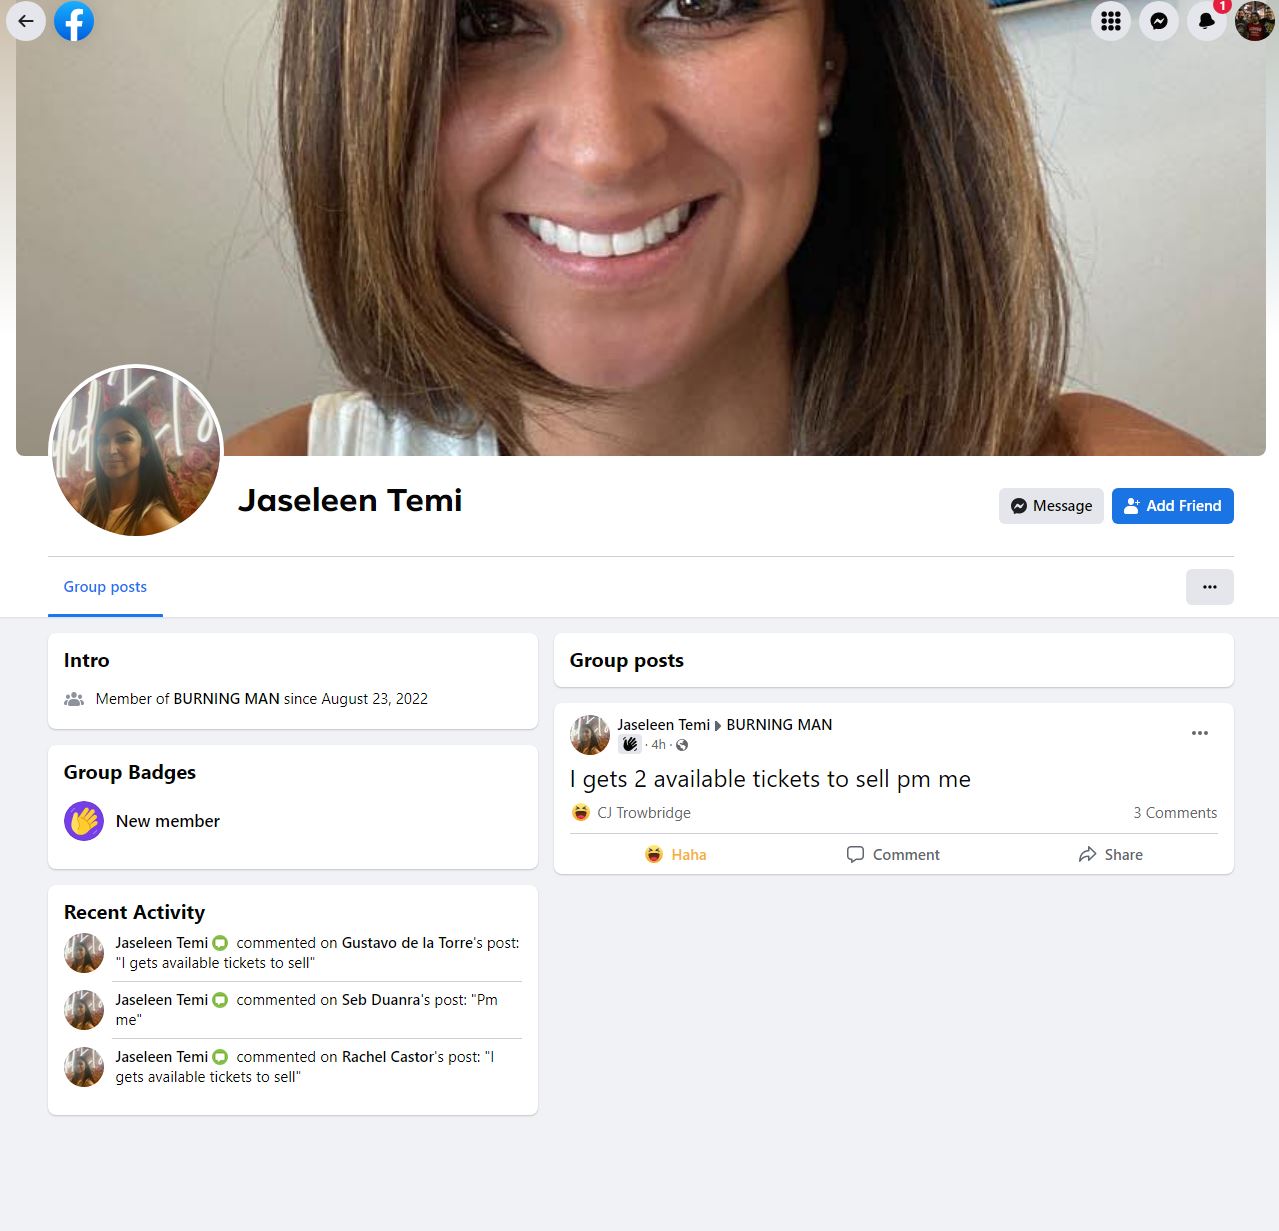 1
Jaseleen Temi
Message
Add Friend
Group posts
Intro
Member of BURNING MAN since August 23, 2022
Group Badges
New member
Recent Activity
Jaseleen Temi commented on Gustavo de la Torre's post:
"I gets available tickets to sell"
Jaseleen Temi commented on Seb Duanra's post: "Pm
me"
Jaseleen Temi commented on Rachel Castor's post: "I
gets available tickets to sell"
Group posts
Jaseleen Temi BURNING MAN
· 4h ·
I gets 2 available tickets to sell pm me
CJ Trowbridge
3 Comments
Haha
Comment
Share